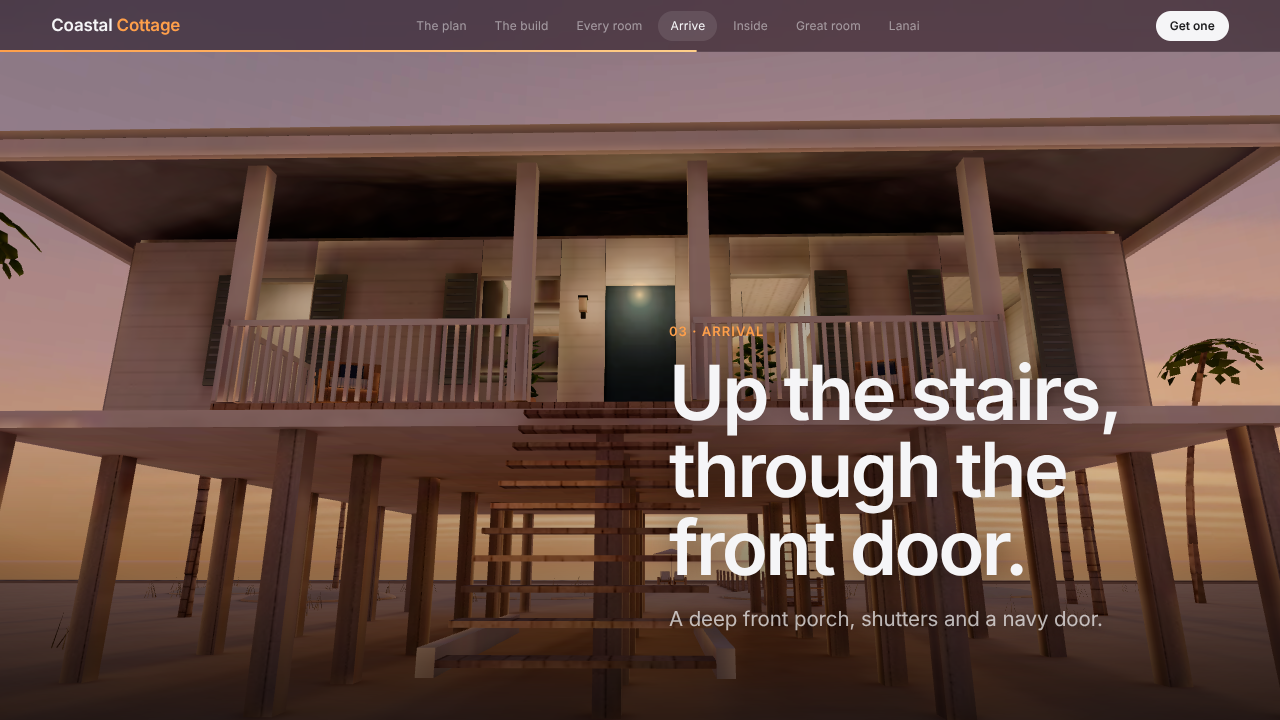 Coastal Cottage
The plan
The build
Every room
Arrive
Inside
Great room
Lanai
Get one
03 · ARRIVAL
Up the stairs,
through the
front door.
A deep front porch, shutters and a navy door.